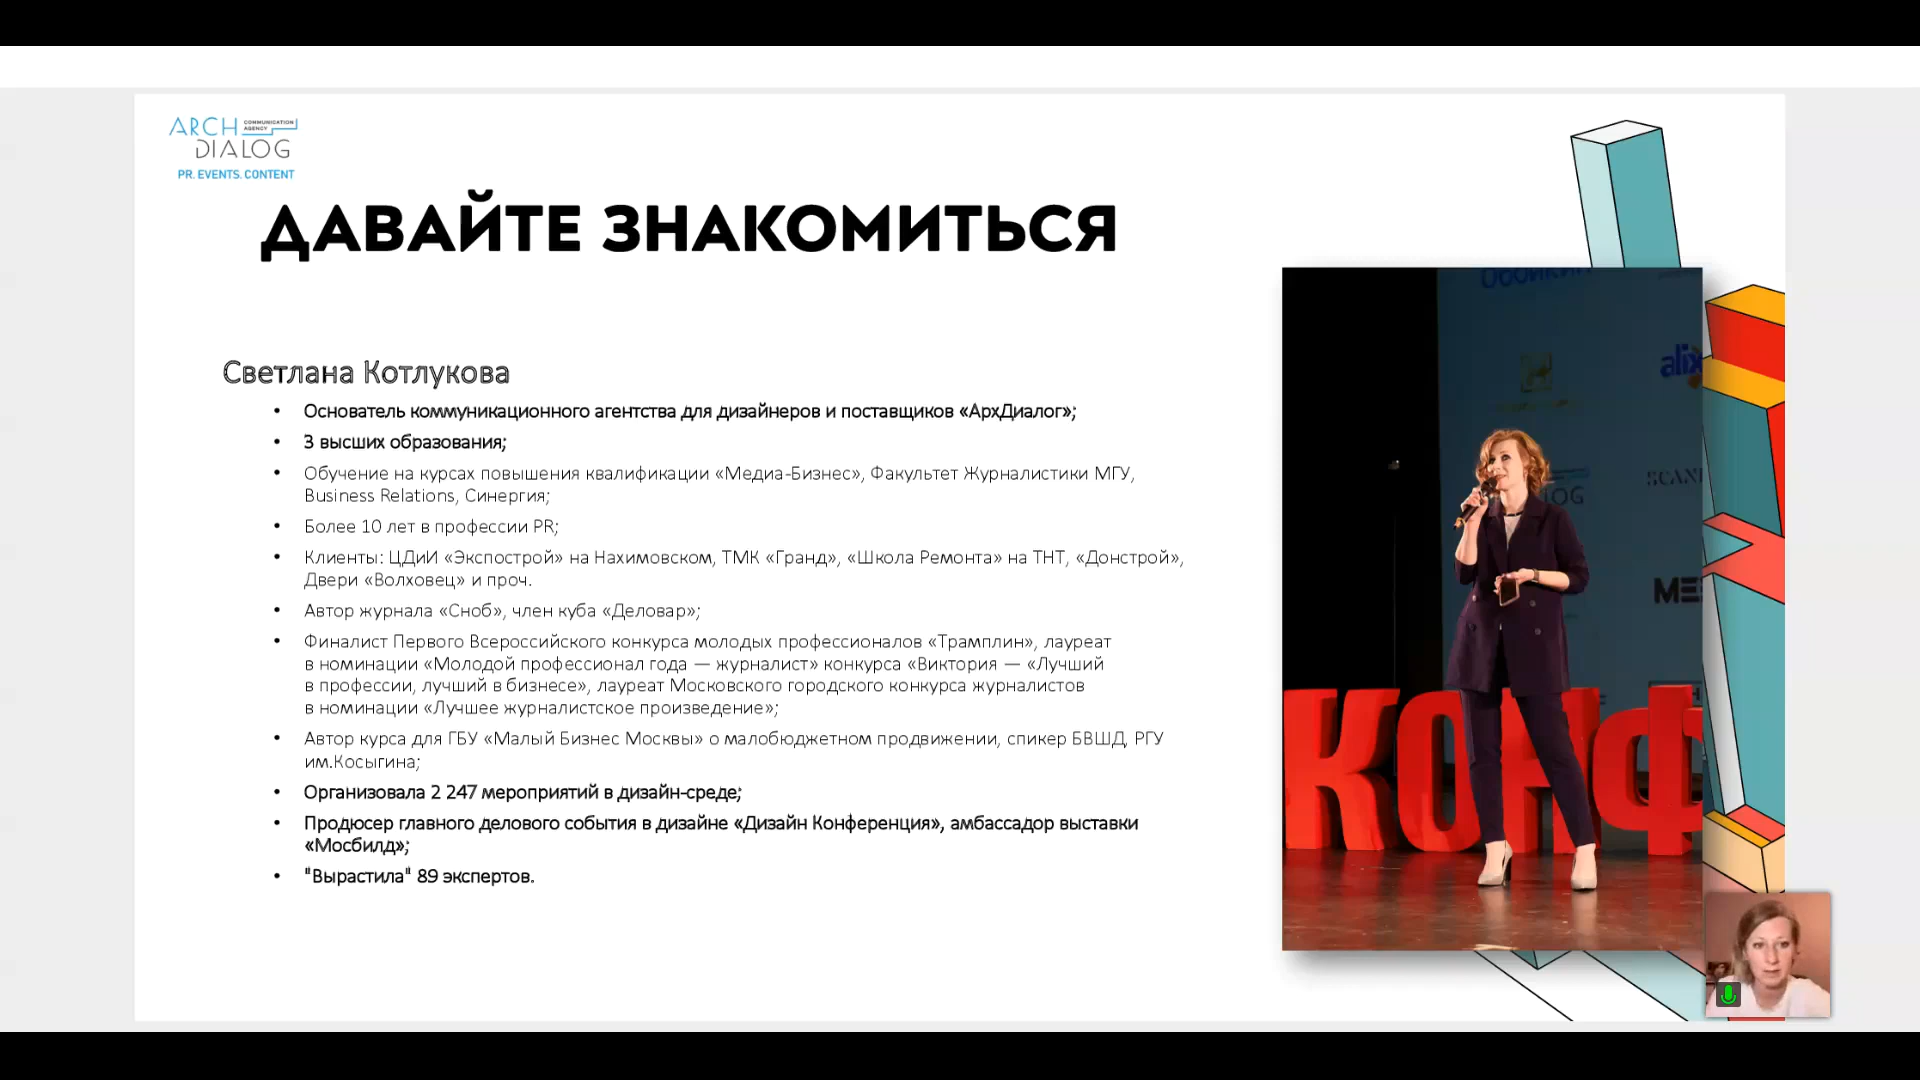 ARCH COMMUNICATION AGENCY
DIALOG
PR. EVENTS. CONTENT
ДАВАЙТЕ ЗНАКОМИТЬСЯ
Светлана Котлукова
• Основатель коммуникационного агентства для дизайнеров и поставщиков «АрхДиалог»;
• 3 высших образования;
• Обучение на курсах повышения квалификации «Медиа-Бизнес», Факультет Журналистики МГУ,
Business Relations, Синергия;
• Более 10 лет в профессии PR;
• Клиенты: ЦДиИ «Экспострой» на Нахимовском, ТМК «Гранд», «Школа Ремонта» на ТНТ, «Донстрой»,
Двери «Волховец» и проч.
• Автор журнала «Сноб», член куба «Деловар»;
• Финалист Первого Всероссийского конкурса молодых профессионалов «Трамплин», лауреат
в номинации «Молодой профессионал года — журналист» конкурса «Виктория — «Лучший
в профессии, лучший в бизнесе», лауреат Московского городского конкурса журналистов
в номинации «Лучшее журналистское произведение»;
• Автор курса для ГБУ «Малый Бизнес Москвы» о малобюджетном продвижении, спикер БВШД, РГУ
им.Косыгина;
• Организовала 2 247 мероприятий в дизайн-среде;
• Продюсер главного делового события в дизайне «Дизайн Конференция», амбассадор выставки
«Мосбилд»;
• "Вырастила" 89 экспертов.
alix
SCAN
КОНФ